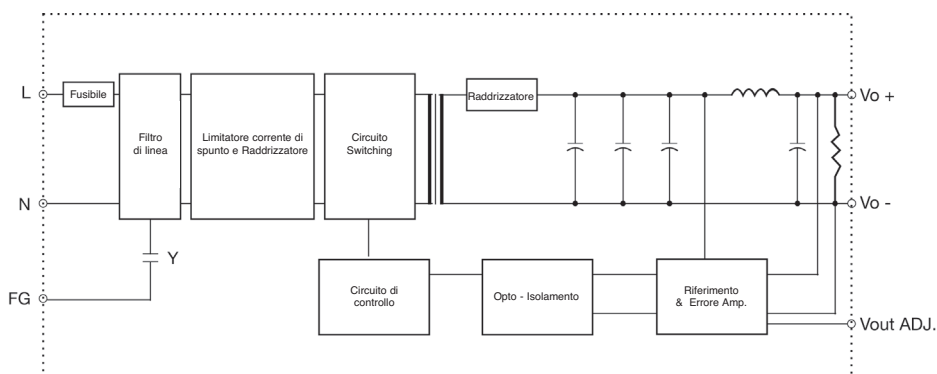 L
Fusibile
Filtro
di linea
Limitatore corrente di
spunto e Raddrizzatore
Circuito
Switching
Raddrizzatore
Vo +
N
Vo -
Y
FG
Circuito di
controllo
Opto - Isolamento
Riferimento
& Errore Amp.
Vout ADJ.